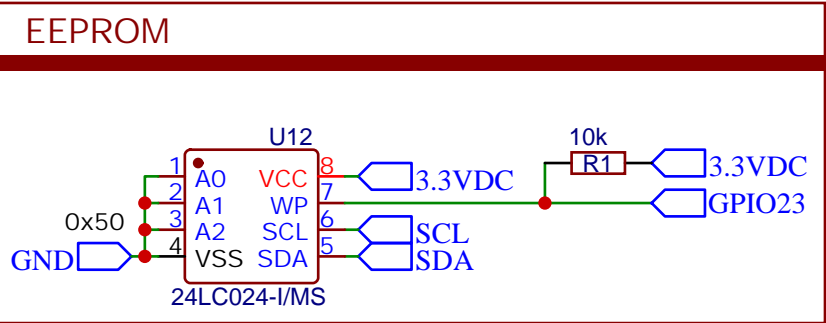 EEPROM
U12
10k
1 A0 VCC 8 3.3VDC R1 3.3VDC
2 A1 WP 7 GPIO23
0x50 3 A2 SCL 6 SCL
GND 4 VSS SDA 5 SDA
24LC024-I/MS